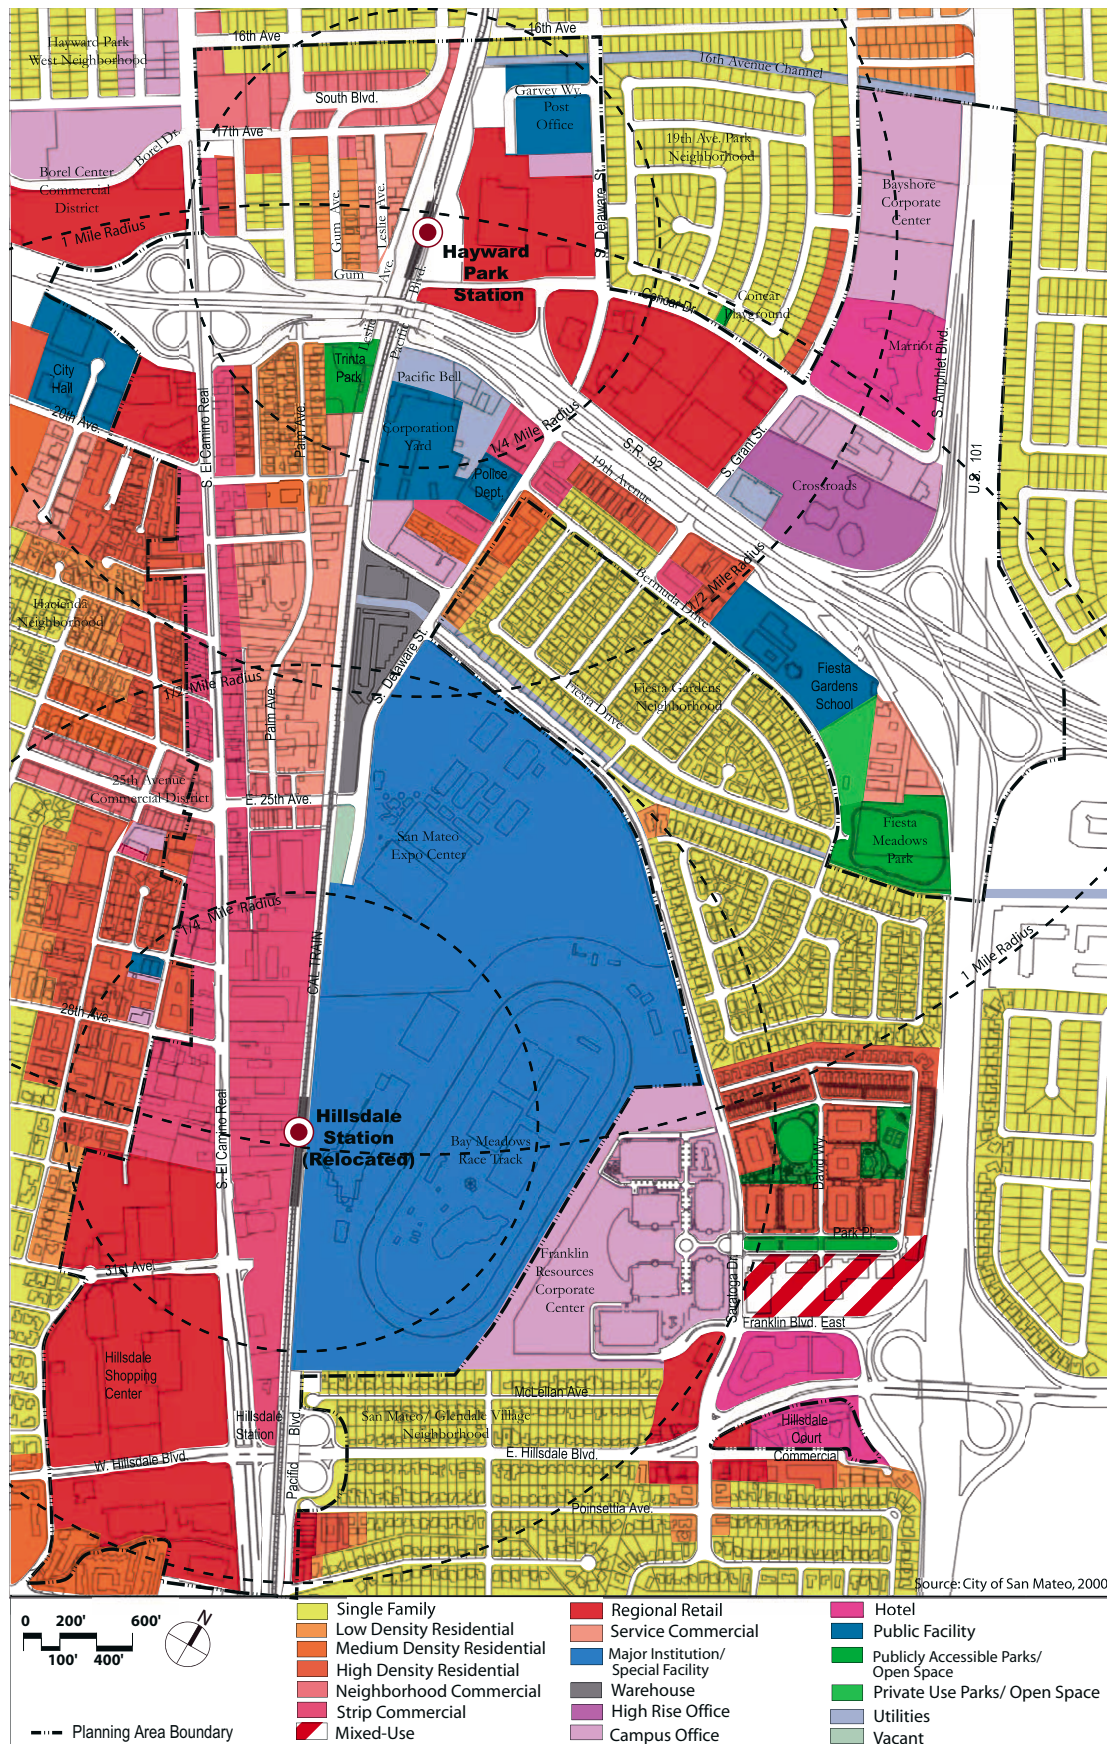 16th Ave
16th Ave
Hayward Park
West Neighborhood
16th Avenue Channel
South Blvd.
Garvey Wy.
Post
Office
17th Ave
Borel Dr.
19th Ave. Park
Neighborhood
Borel Center
Commercial
District
Bayshore
Corporate
Center
1 Mile Radius
Gum Ave.
Leslie Ave.
S. Delaware St.
Hayward
Park
Station
Gum
Ave.
Blvd.
Concar Dr.
Concar
Playground
Leslie
Pacific
Marriot
S. Amphlet Blvd.
City
Hall
Trinta
Park
Pacific Bell
20th Ave.
S. El Camino Real
Palm Ave.
Corporation
Yard
1/4 Mile Radius
S.R. 92
S. Grant St.
Police
Dept.
19th Avenue
Crossroads
U.S. 101
1/2 Mile Radius
Bermuda Drive
Hacienda
Neighborhood
S. Delaware St.
Fiesta
Gardens
School
1/2 Mile Radius
Palm Ave.
Fiesta Drive
Fiesta Gardens
Neighborhood
25th Avenue
Commercial District
E. 25th Ave.
San Mateo
Expo Center
Fiesta
Meadows
Park
1/4 Mile Radius
CAL TRAIN
1 Mile Radius
28th Ave.
S. El Camino Real
Hillsdale
Station
(Relocated)
Bay Meadows
Race Track
David Wy.
Park Pl.
Franklin
Resources
Corporate
Center
Saratoga Dr.
31st Ave.
Franklin Blvd. East
Hillsdale
Shopping
Center
McLellan Ave
Hillsdale
Station
Pacific Blvd.
San Mateo/ Glendale Village
Neighborhood
Hillsdale
Court
Commercial
E. Hillsdale Blvd.
W. Hillsdale Blvd.
Poinsettia Ave.
Source: City of San Mateo, 2000
0 200' 600'
100' 400'
N
Planning Area Boundary
Single Family
Low Density Residential
Medium Density Residential
High Density Residential
Neighborhood Commercial
Strip Commercial
Mixed-Use
Regional Retail
Service Commercial
Major Institution/
Special Facility
Warehouse
High Rise Office
Campus Office
Hotel
Public Facility
Publicly Accessible Parks/
Open Space
Private Use Parks/ Open Space
Utilities
Vacant